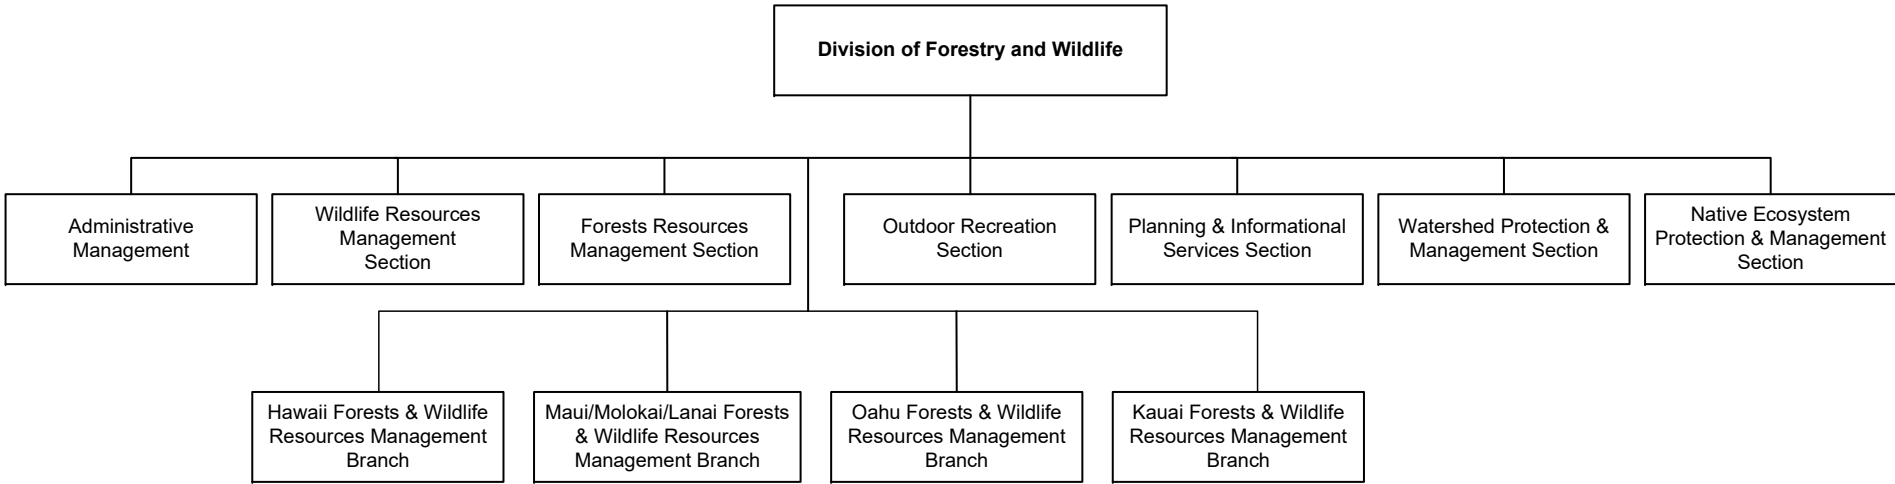 Division of Forestry and Wildlife
Administrative
Management
Wildlife Resources
Management
Section
Forests Resources
Management Section
Outdoor Recreation
Section
Planning & Informational
Services Section
Watershed Protection &
Management Section
Native Ecosystem
Protection & Management
Section
Hawaii Forests & Wildlife
Resources Management
Branch
Maui/Molokai/Lanai Forests
& Wildlife Resources
Management Branch
Oahu Forests & Wildlife
Resources Management
Branch
Kauai Forests & Wildlife
Resources Management
Branch